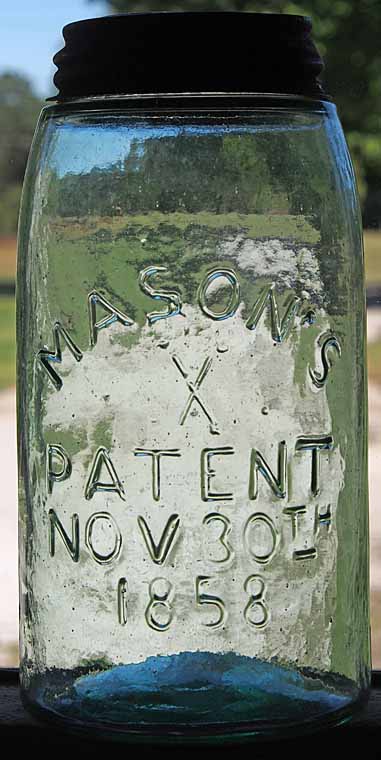 MASON'S
X
PATENT
NOV 30TH
1858